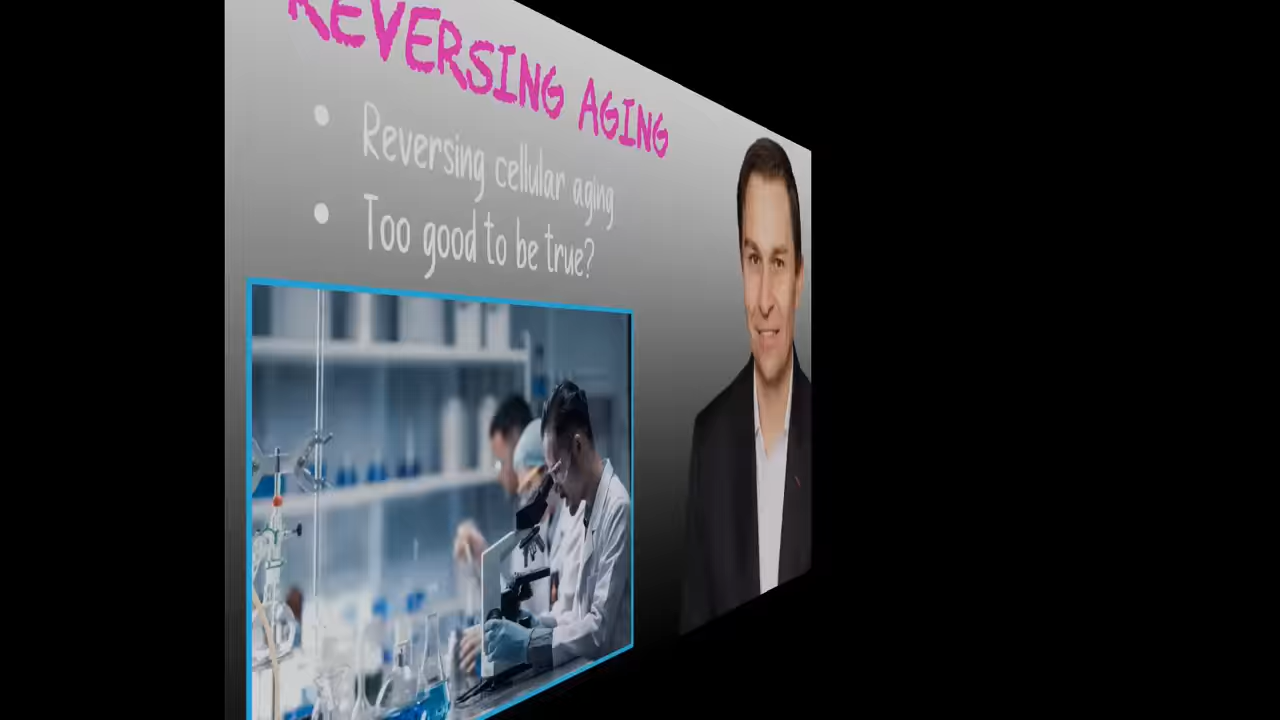 REVERSING AGING
• Reversing cellular aging
• Too good to be true?